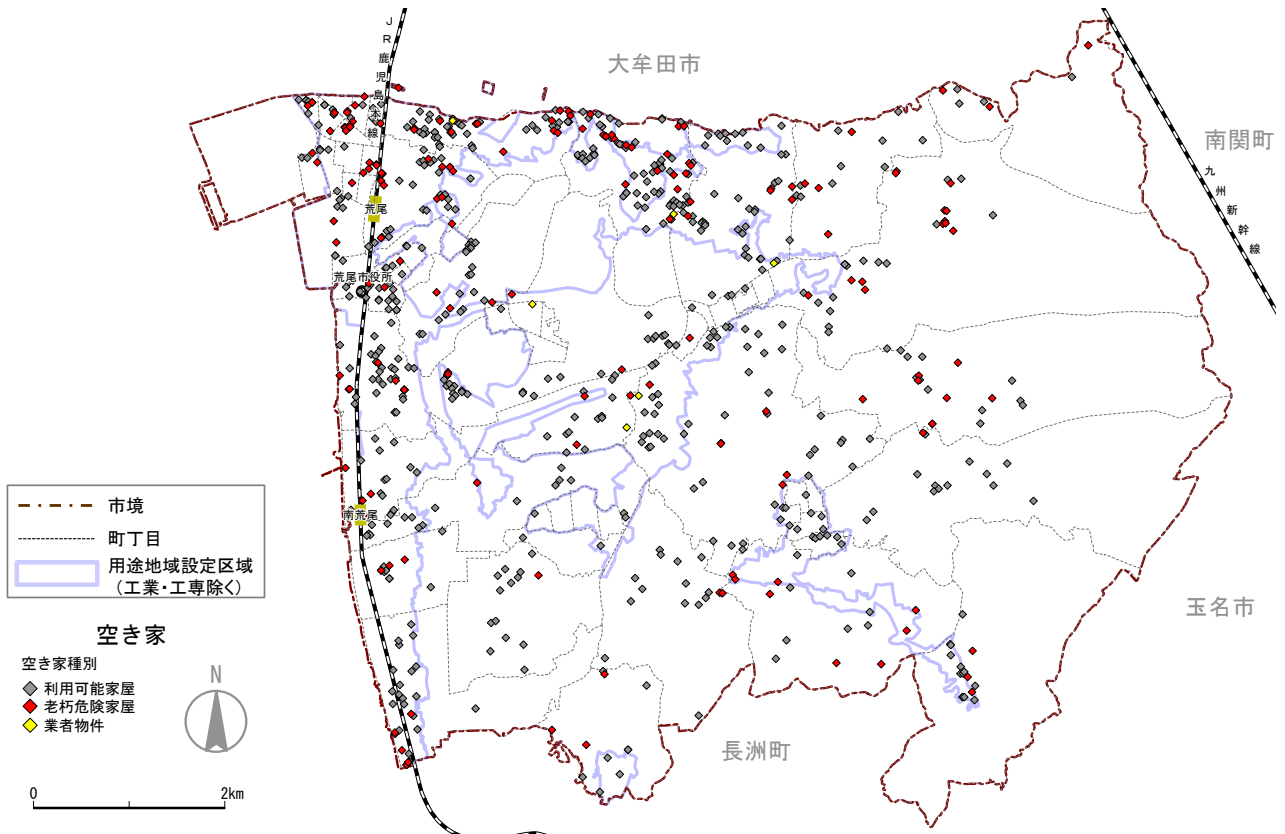 JR鹿児島本線
大牟田市
南関町
九州新幹線
荒尾
荒尾市役所
南荒尾
市境
町丁目
用途地域設定区域
(工業・工専除く)
玉名市
空き家
空き家種別
利用可能家屋
老朽危険家屋
業者物件
N
長洲町
0
2km